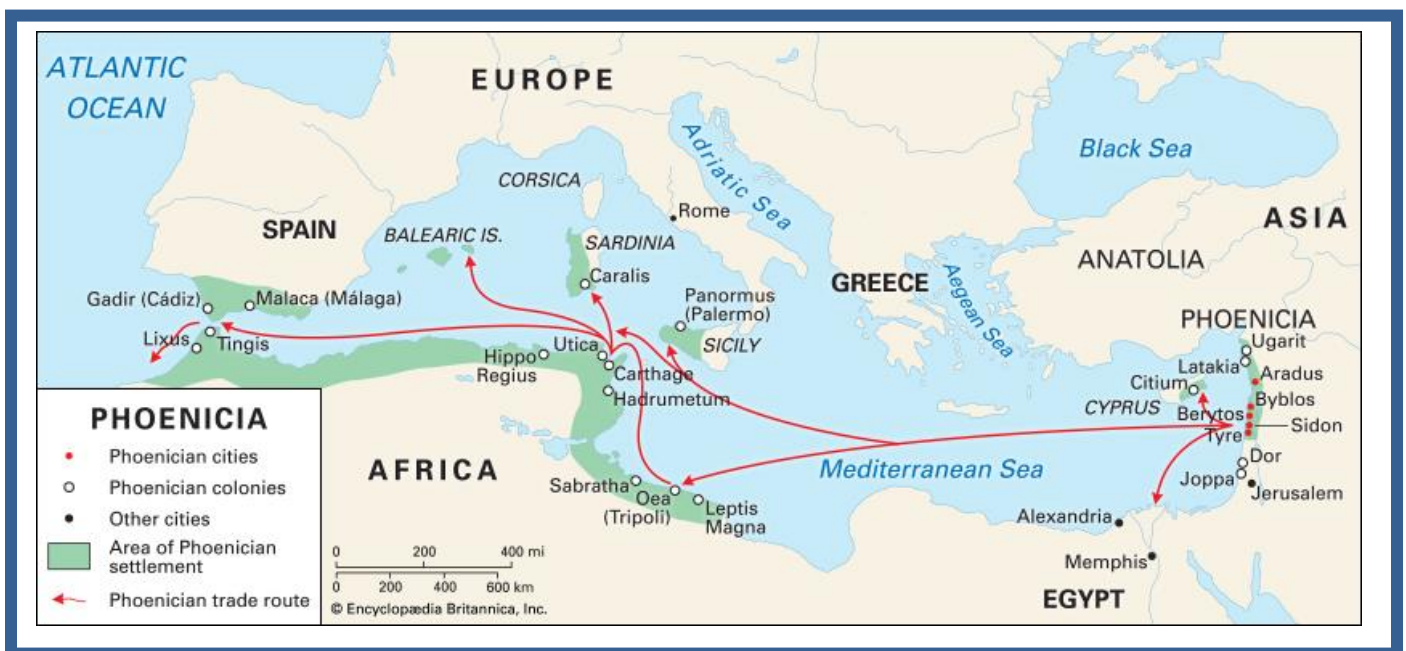 ATLANTIC
OCEAN
EUROPE
Adriatic Sea
Black Sea
CORSICA
Rome
ASIA
SPAIN
BALEARIC IS.
SARDINIA
Caralis
GREECE
Aegean Sea
ANATOLIA
Gadir (Cádiz)
Malaca (Málaga)
Panormus
(Palermo)
PHOENICIA
Ugarit
Lixus
Tingis
Utica
SICILY
Hippo
Regius
Carthage
Latakia
Aradus
Citium
Hadrumetum
CYPRUS
Byblos
Berytos
Sidon
Tyre
PHOENICIA
Phoenician cities
Phoenician colonies
Other cities
Area of Phoenician
settlement
Phoenician trade route
AFRICA
Mediterranean Sea
Dor
Joppa
Jerusalem
Sabratha
Oea
(Tripoli)
Leptis
Magna
Alexandria
Memphis
EGYPT
0 200 400 mi
0 200 400 600 km
© Encyclopædia Britannica, Inc.